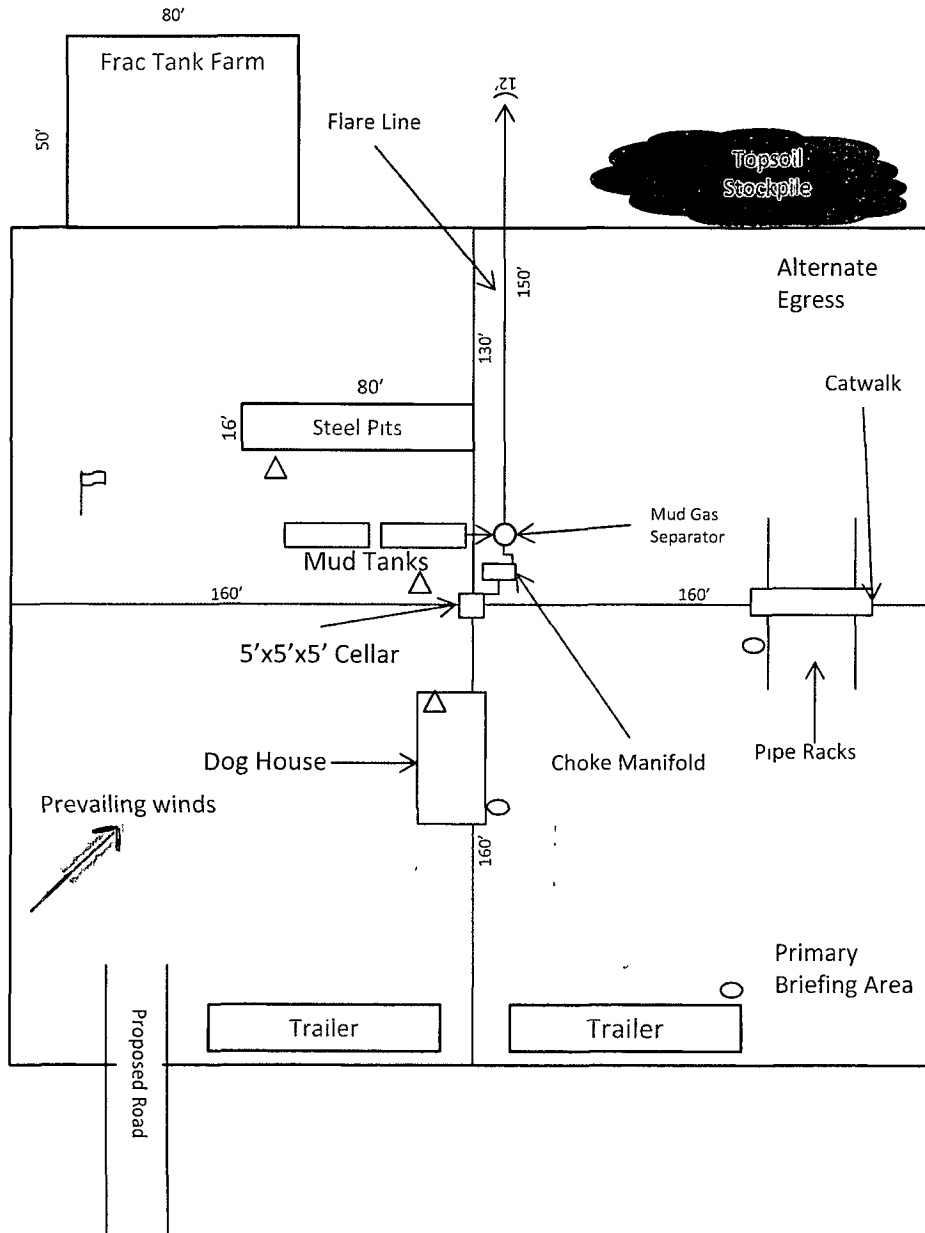 80'
Frac Tank Farm
50'
12'
Flare Line
Topsoil
Stockpile
Alternate
Egress
150'
130'
Catwalk
80'
16'
Steel Pits
Mud Gas
Separator
Mud Tanks
160'
160'
5'x5'x5' Cellar
Dog House
Choke Manifold
Pipe Racks
Prevailing winds
160'
Primary
Briefing Area
Trailer
Trailer
Proposed Road